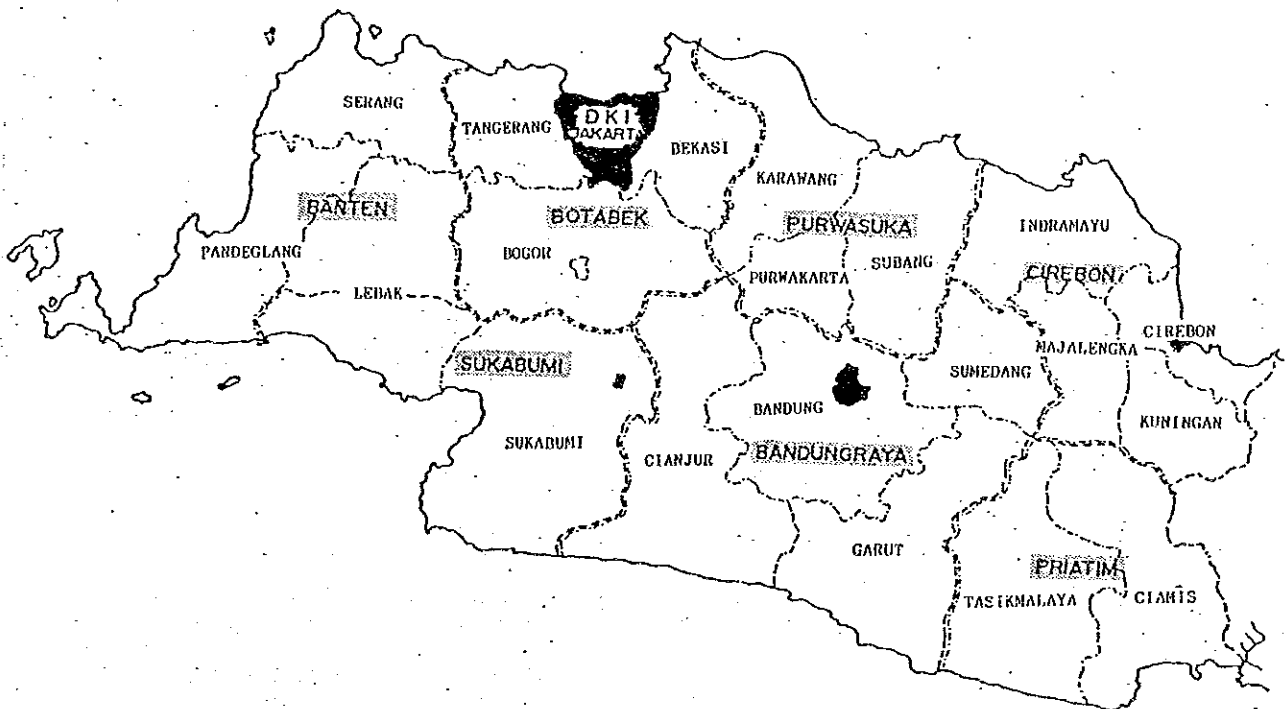 SERANG
TANGERANG
DKI
JAKART
BEKASI
KARAWANG
BANTEN
BOTABEK
PURWASUKA
INDRAMAYU
PANDEGLANG
BOGOR
SUBANG
PURWAKARTA
CIREBON
LEBAK
CIREBON
MAJALENGKA
SUKABUMI
SUMEDANG
BANDUNG
KUNINGAN
SUKABUMI
CIANJUR
BANDUNGRAYA
GARUT
PRIATIM
TASIKMALAYA
CIAMIS